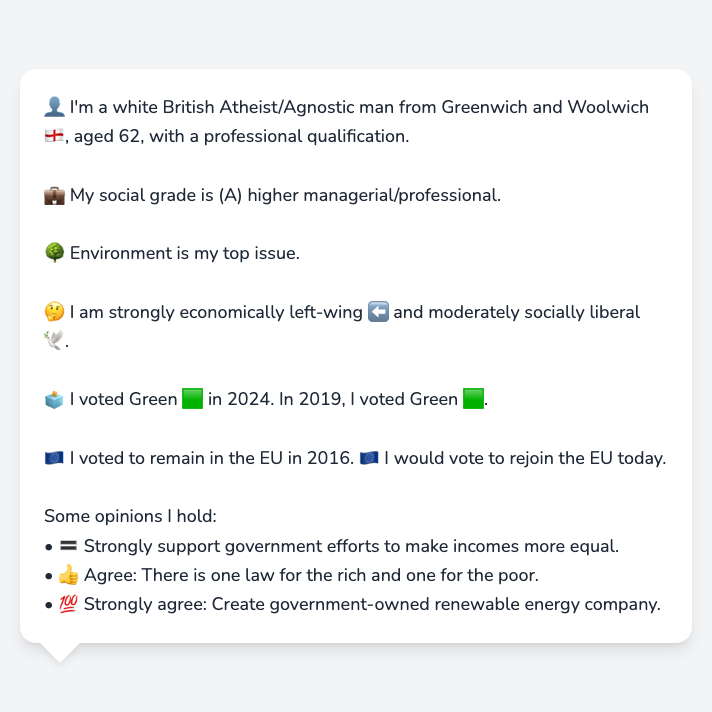 👤 I'm a white British Atheist/Agnostic man from Greenwich and Woolwich
🏴󠁧󠁢󠁥󠁮󠁧󠁿, aged 62, with a professional qualification.
💼 My social grade is (A) higher managerial/professional.
🌳 Environment is my top issue.
🤔 I am strongly economically left-wing ⬅️ and moderately socially liberal
🕊️.
🗳️ I voted Green 🟩 in 2024. In 2019, I voted Green 🟩.
🇪🇺 I voted to remain in the EU in 2016. 🇪🇺 I would vote to rejoin the EU today.
Some opinions I hold:
• 🟰 Strongly support government efforts to make incomes more equal.
• 👍 Agree: There is one law for the rich and one for the poor.
• 💯 Strongly agree: Create government-owned renewable energy company.